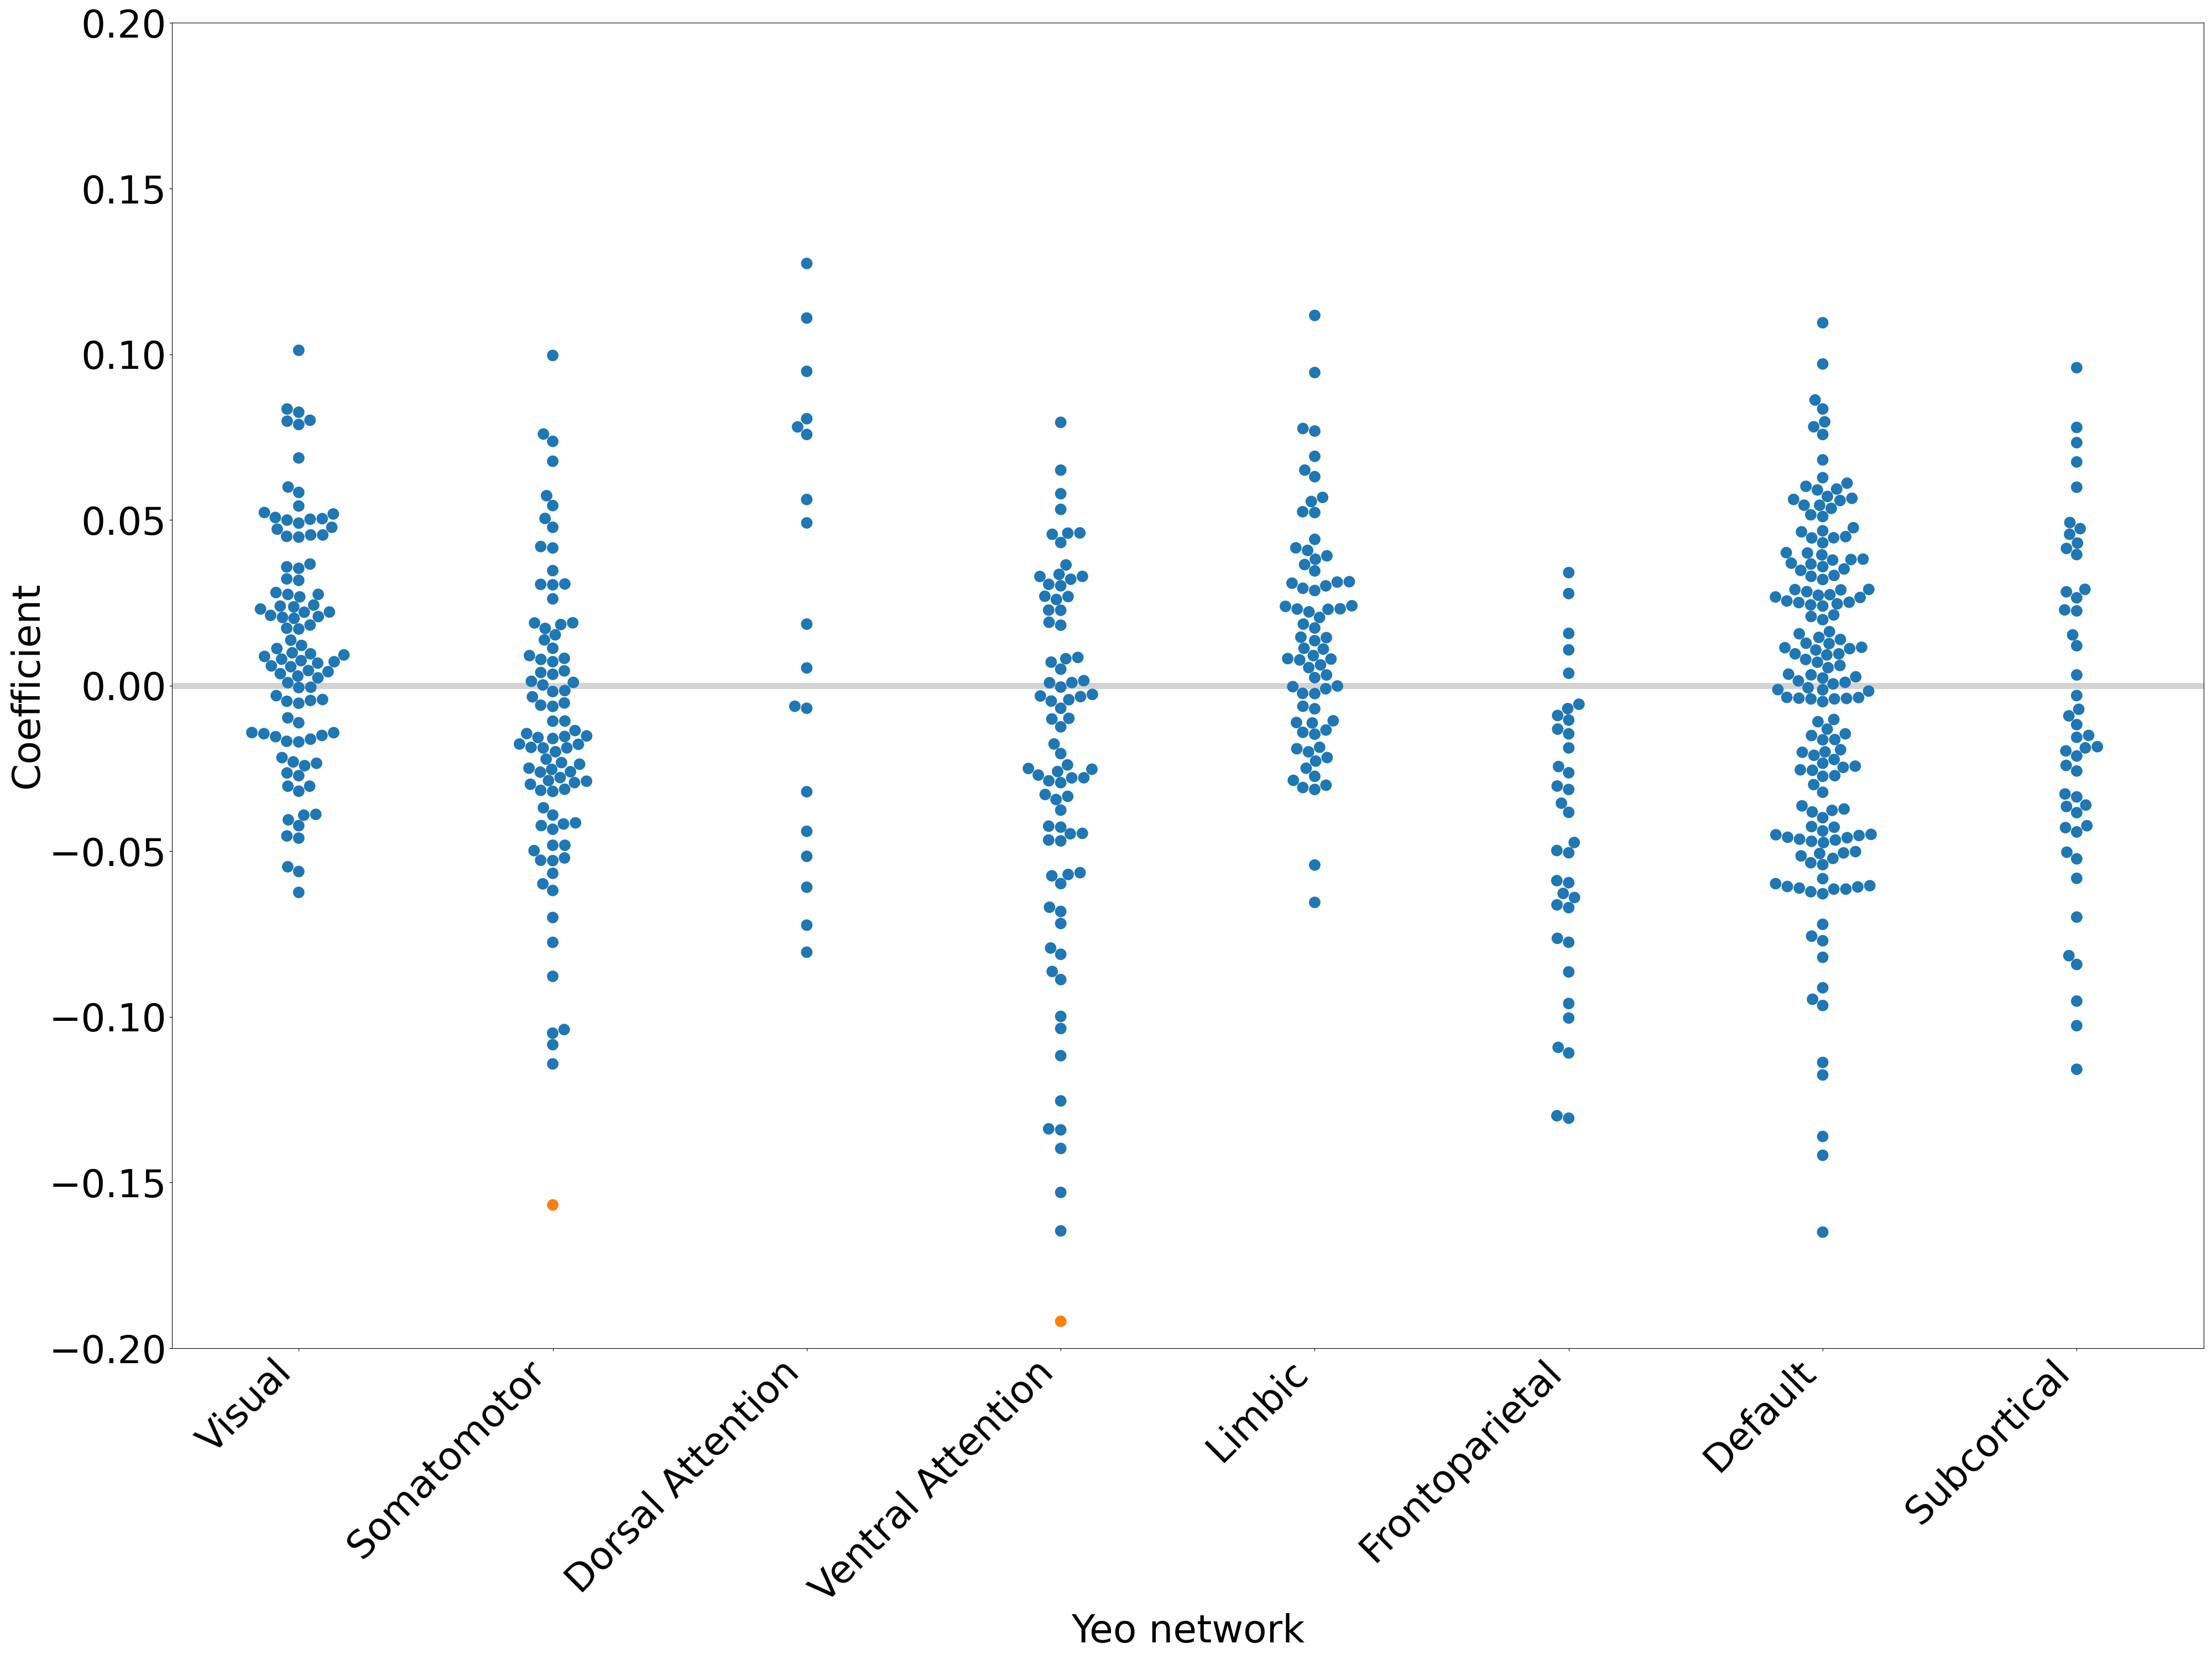 0.20
0.15
0.10
0.05
0.00
−0.05
−0.10
−0.15
−0.20
Coefficient
Visual
Somatomotor
Dorsal Attention
Ventral Attention
Limbic
Frontoparietal
Default
Subcortical
Yeo network